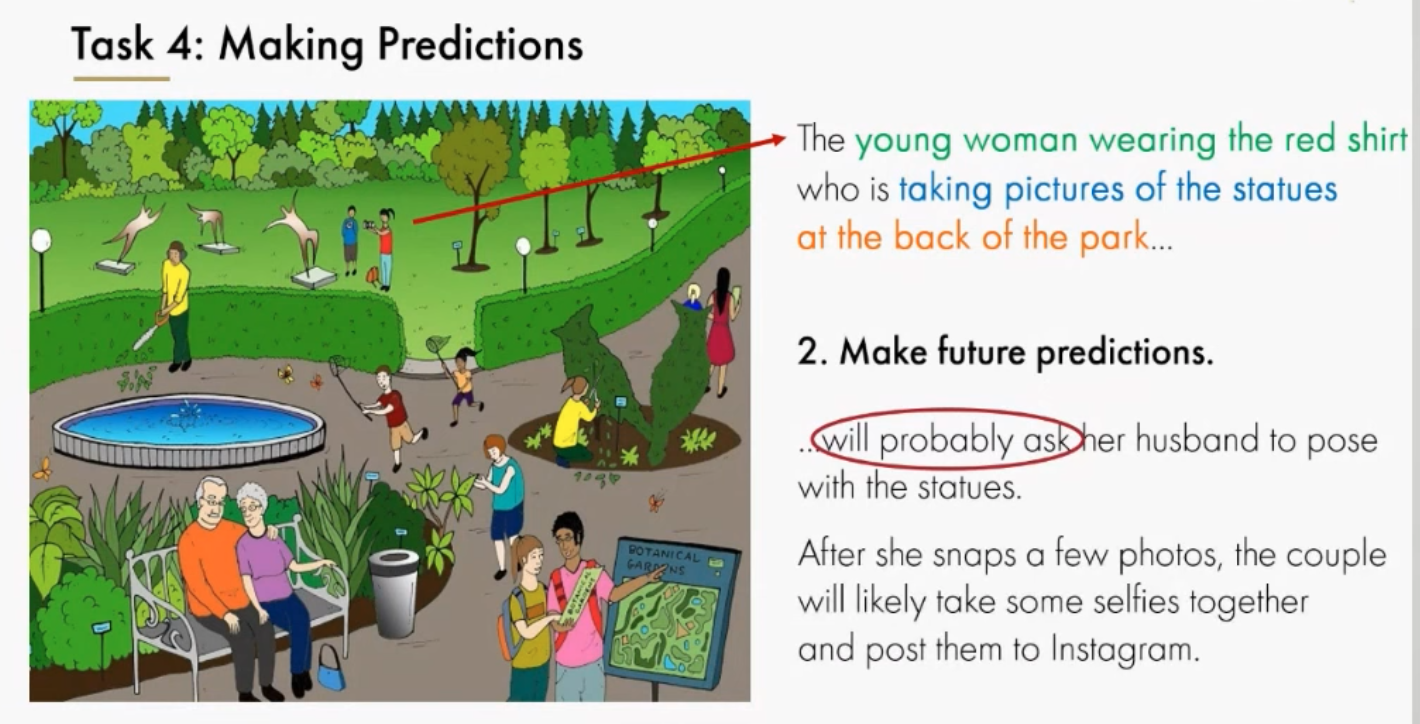 Task 4: Making Predictions
The young woman wearing the red shirt
who is taking pictures of the statues
at the back of the park...
2. Make future predictions.
...will probably ask her husband to pose
with the statues.
After she snaps a few photos, the couple
will likely take some selfies together
and post them to Instagram.
BOTANICAL
GARDENS